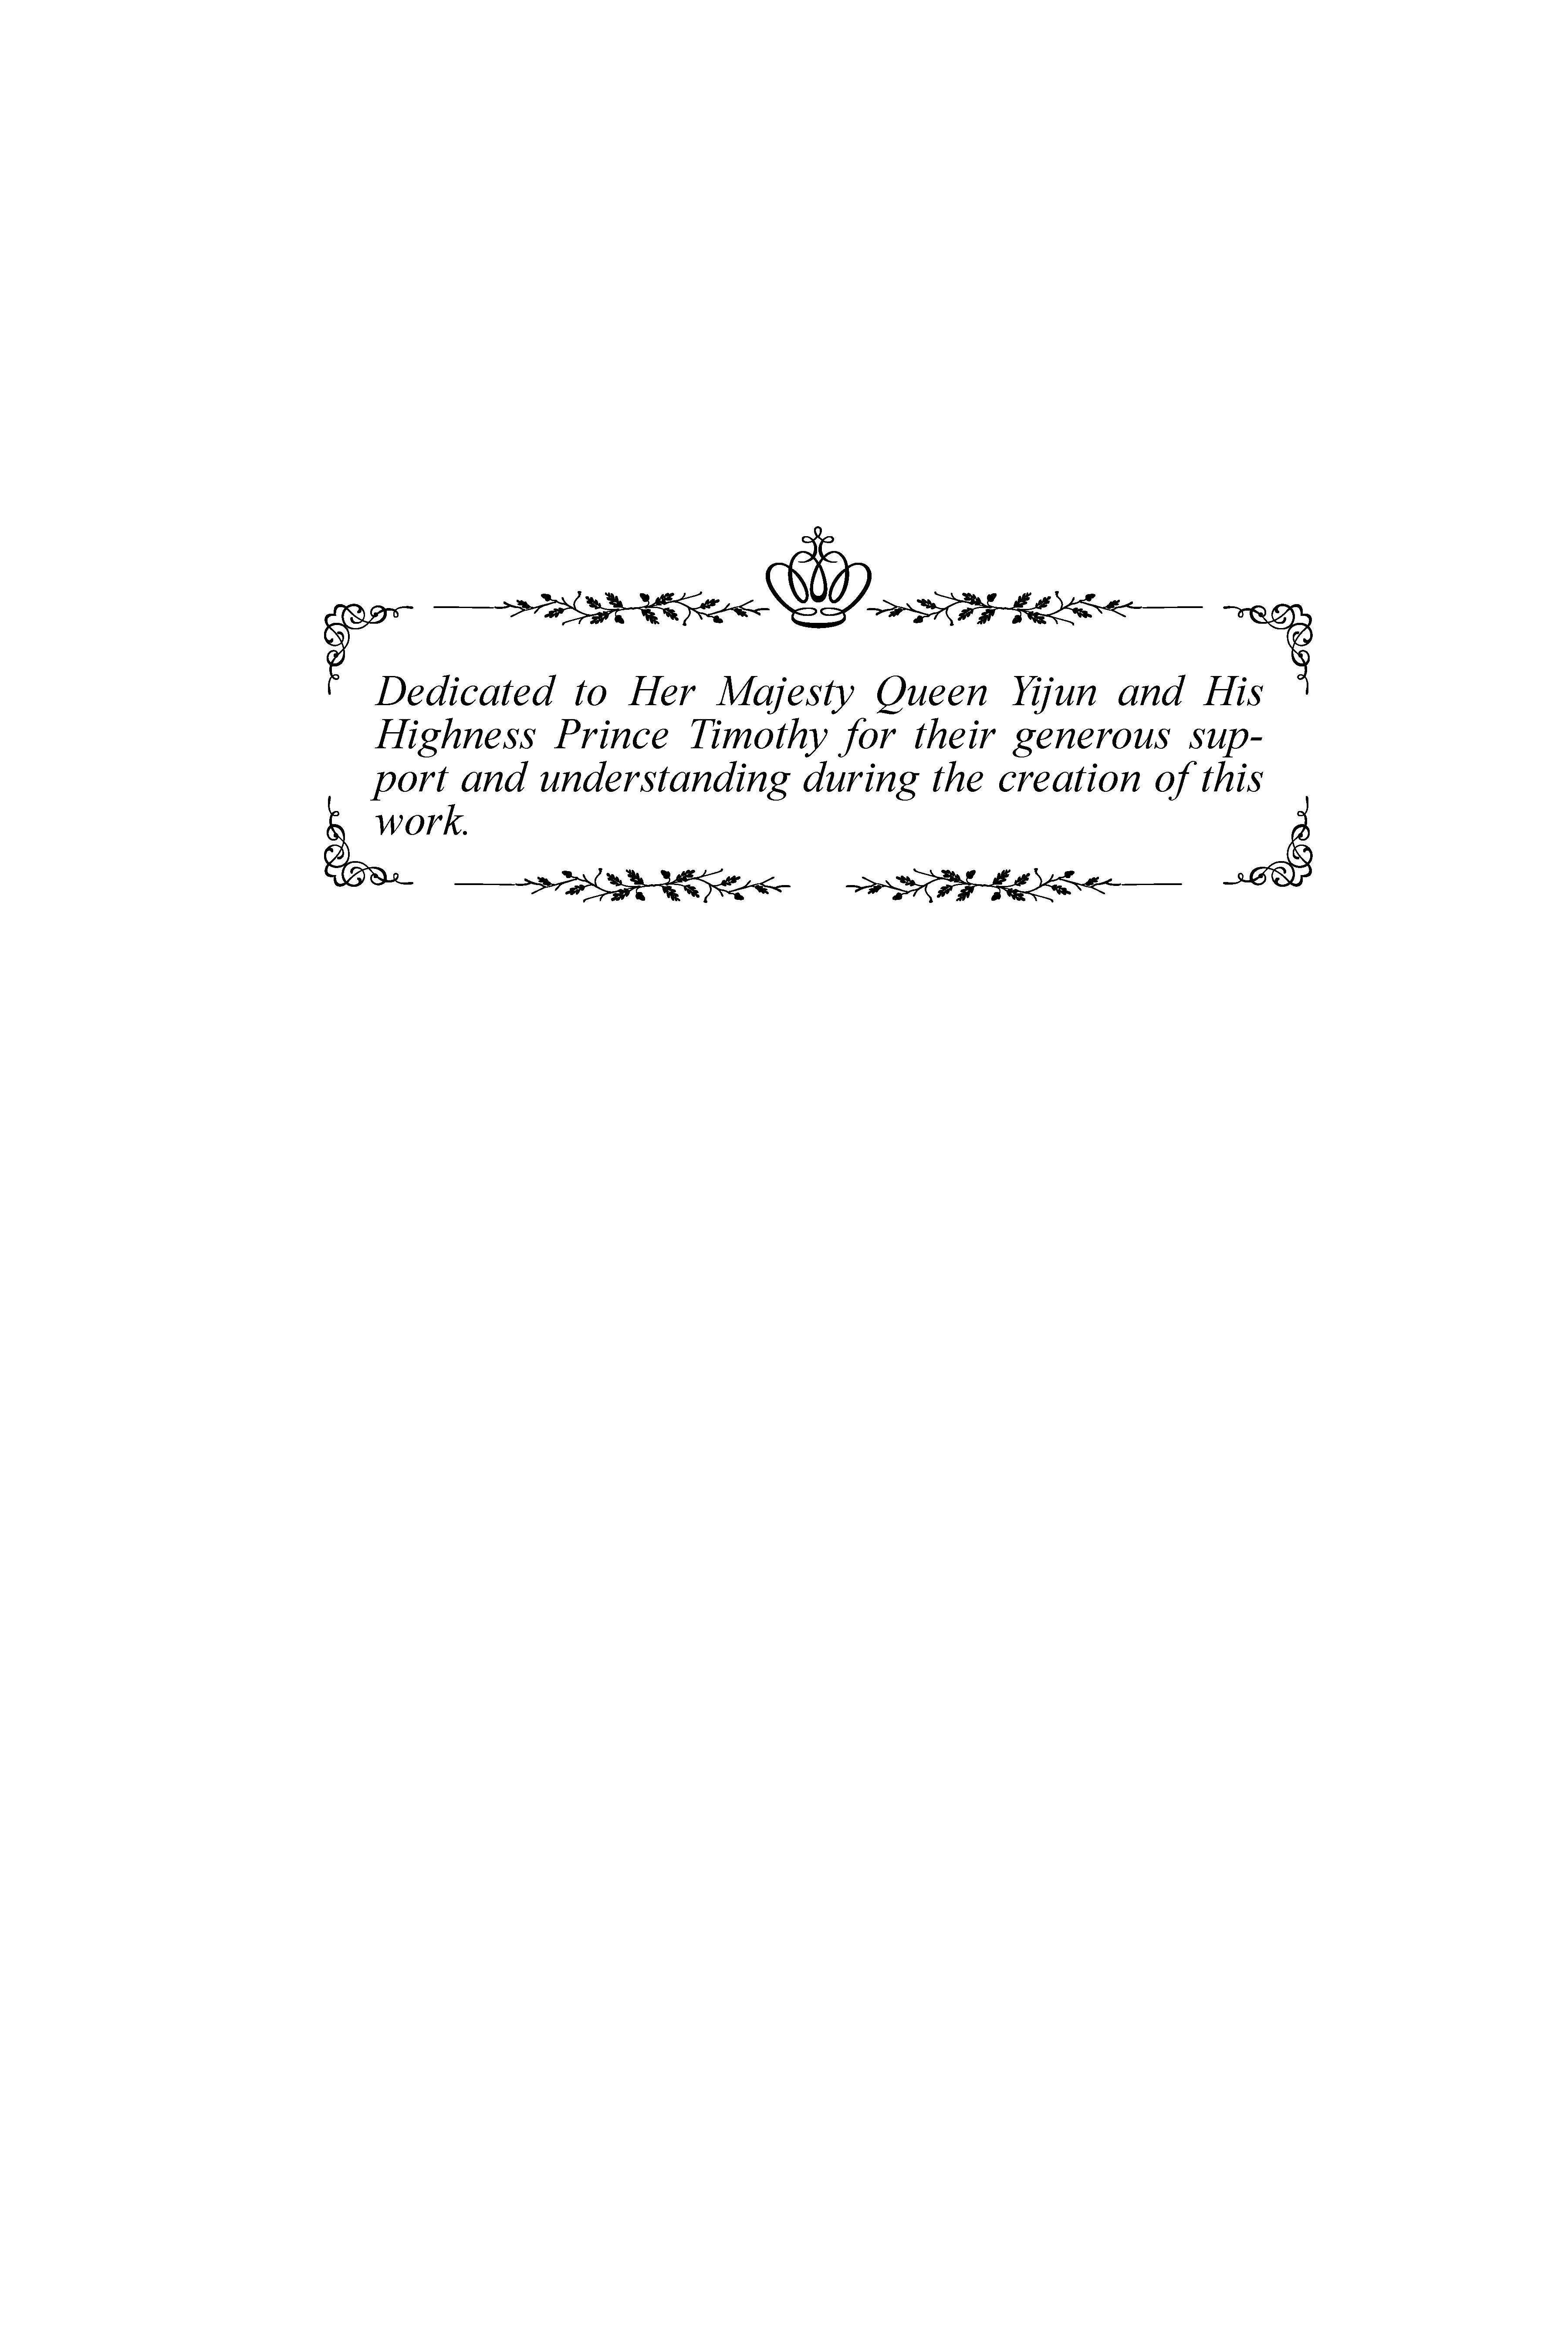 Dedicated to Her Majesty Queen Yijun and His
Highness Prince Timothy for their generous sup-
port and understanding during the creation of this
work.